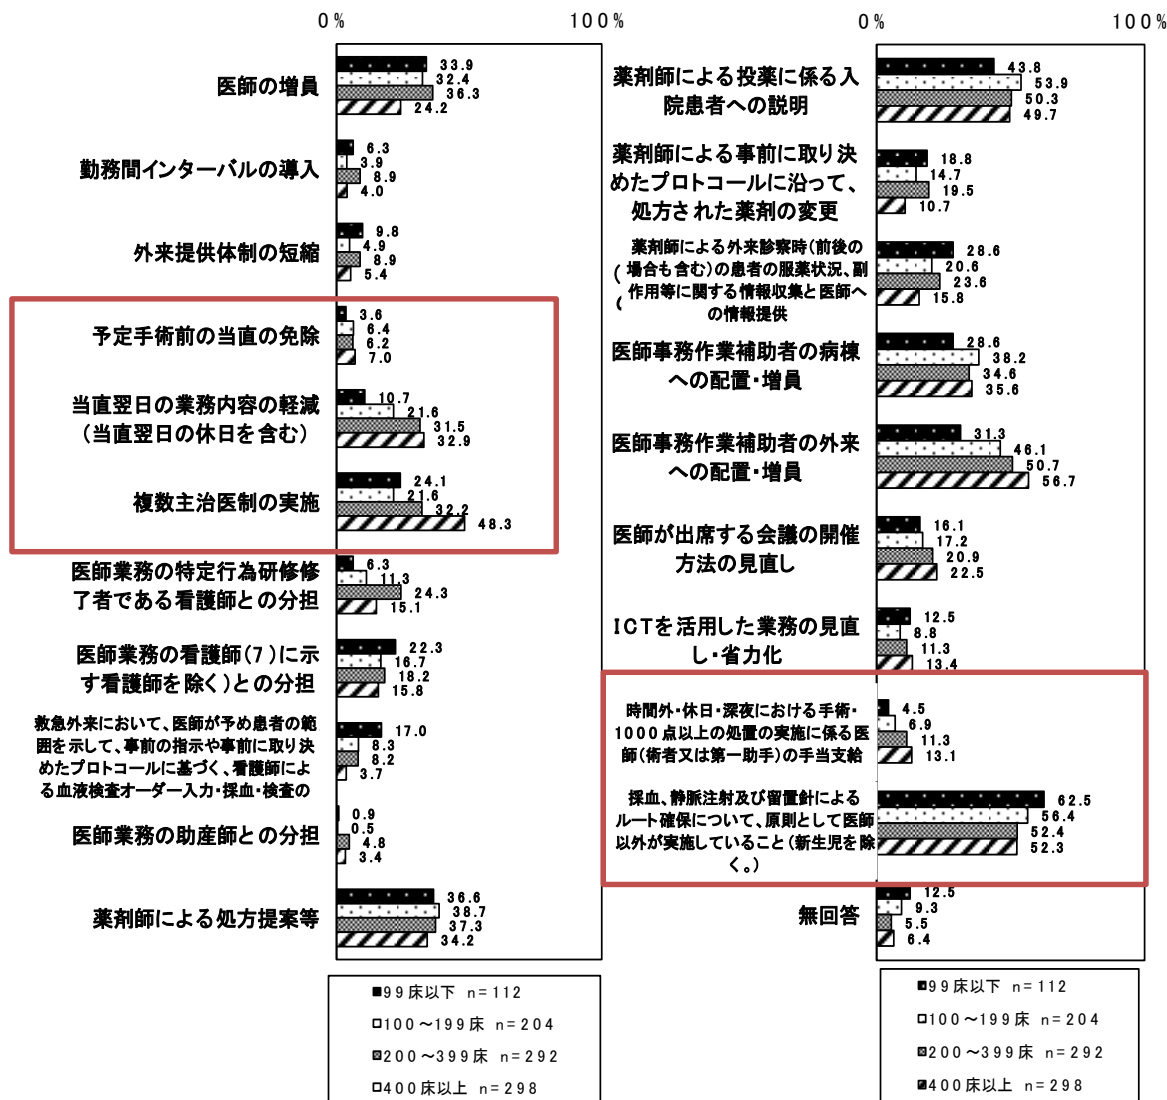 0%
100%
医師の増員
33.9
32.4
36.3
24.2
勤務間インターバルの導入
6.3
3.9
8.9
4.0
外来提供体制の短縮
9.8
4.9
8.9
5.4
予定手術前の当直の免除
3.6
6.4
6.2
7.0
当直翌日の業務内容の軽減
(当直翌日の休日を含む)
10.7
21.6
31.5
32.9
複数主治医制の実施
24.1
21.6
32.2
48.3
医師業務の特定行為研修修
了者である看護師との分担
6.3
11.3
24.3
15.1
医師業務の看護師(7)に示
す看護師を除く)との分担
22.3
16.7
18.2
15.8
救急外来において、医師が予め患者の範
囲を示して、事前の指示や事前に取り決
めたプロトコールに基づく、看護師によ
る血液検査オーダー入力・採血・検査の
17.0
8.3
8.2
3.7
医師業務の助産師との分担
0.9
0.5
4.8
3.4
薬剤師による処方提案等
36.6
38.7
37.3
34.2
99床以下 n=112
100～199床 n=204
200～399床 n=292
400床以上 n=298
0%
100%
薬剤師による投薬に係る入
院患者への説明
43.8
53.9
50.3
49.7
薬剤師による事前に取り決
めたプロトコールに沿って、
処方された薬剤の変更
18.8
14.7
19.5
10.7
薬剤師による外来診察時(前後の
(場合も含む)の患者の服薬状況、副
(作用等に関する情報収集と医師へ
の情報提供
28.6
20.6
23.6
15.8
医師事務作業補助者の病棟
への配置・増員
28.6
38.2
34.6
35.6
医師事務作業補助者の外来
への配置・増員
31.3
46.1
50.7
56.7
医師が出席する会議の開催
方法の見直し
16.1
17.2
20.9
22.5
ICTを活用した業務の見直
し・省力化
12.5
8.8
11.3
13.4
時間外・休日・深夜における手術・
1000点以上の処置の実施に係る医
師(術者又は第一助手)の手当支給
4.5
6.9
11.3
13.1
採血、静脈注射及び留置針による
ルート確保について、原則として医師
以外が実施していること(新生児を除
く。)
62.5
56.4
52.4
52.3
無回答
12.5
9.3
5.5
6.4
99床以下 n=112
100～199床 n=204
200～399床 n=292
400床以上 n=298